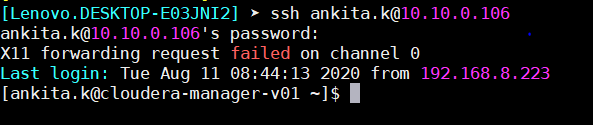 [Lenovo.DESKTOP-E03JNI2] ➤ ssh ankita.k@10.10.0.106
ankita.k@10.10.0.106's password:
X11 forwarding request failed on channel 0
Last login: Tue Aug 11 08:44:13 2020 from 192.168.8.223
[ankita.k@cloudera-manager-v01 ~]$